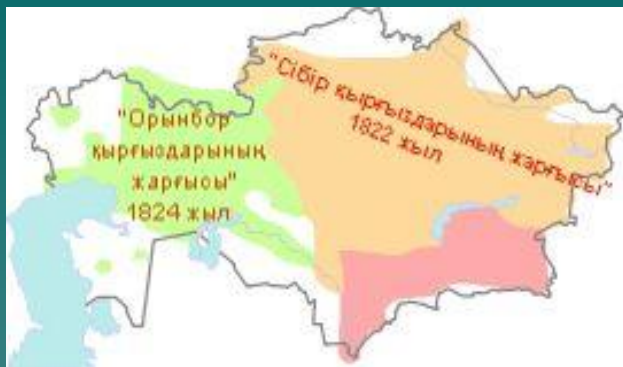 "Орынбор
қырғыздарының
жарғысы"
1824 жыл
"Сібір қырғыздарының жарғысы"
1822 жыл